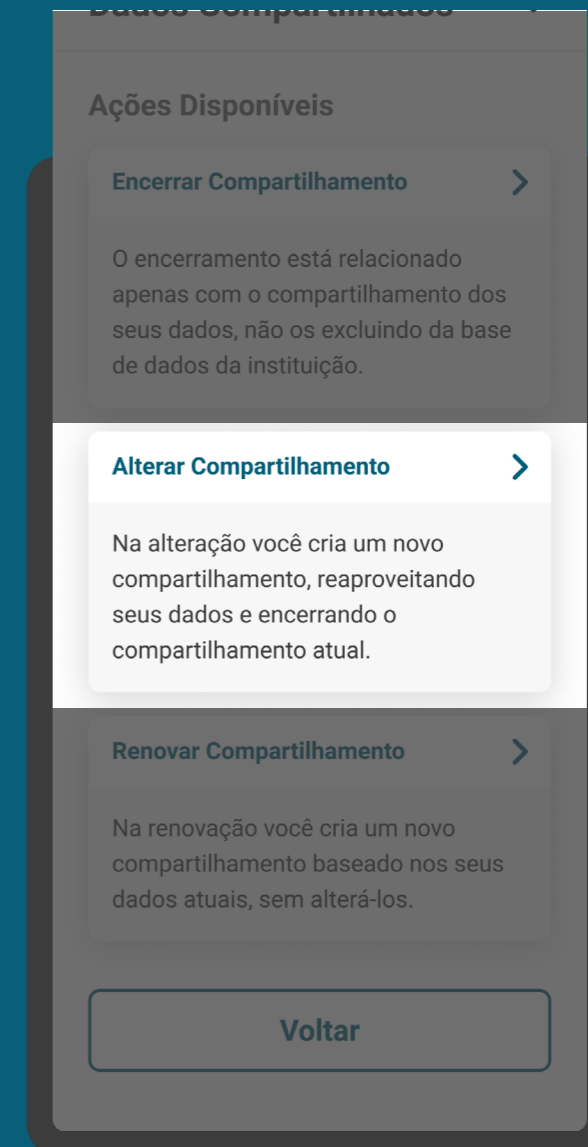 Dados Compartilhados
Ações Disponíveis
Encerrar Compartilhamento
O encerramento está relacionado
apenas com o compartilhamento dos
seus dados, não os excluindo da base
de dados da instituição.
Alterar Compartilhamento
Na alteração você cria um novo
compartilhamento, reaproveitando
seus dados e encerrando o
compartilhamento atual.
Renovar Compartilhamento
Na renovação você cria um novo
compartilhamento baseado nos seus
dados atuais, sem alterá-los.
Voltar